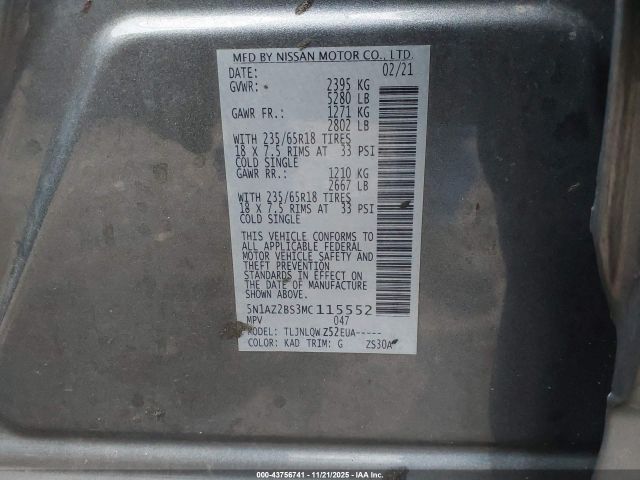 MFD BY NISSAN MOTOR CO., LTD.
DATE: 02/21
GVWR: 2395 KG
5280 LB
GAWR FR.: 1271 KG
2802 LB
WITH 235/65R18 TIRES
18 X 7.5 RIMS AT 33 PSI
COLD SINGLE
GAWR RR.: 1210 KG
2667 LB
WITH 235/65R18 TIRES
18 X 7.5 RIMS AT 33 PSI
COLD SINGLE
THIS VEHICLE CONFORMS TO
ALL APPLICABLE FEDERAL
MOTOR VEHICLE SAFETY AND
THEFT PREVENTION
STANDARDS IN EFFECT ON
THE DATE OF MANUFACTURE
SHOWN ABOVE.
5N1AZ2BS3MC115552
MPV 047
MODEL: TLJNLQWZ52EUA-----
COLOR: KAD TRIM: G ZS30A
000-43756741 - 11/21/2025 - IAA Inc.